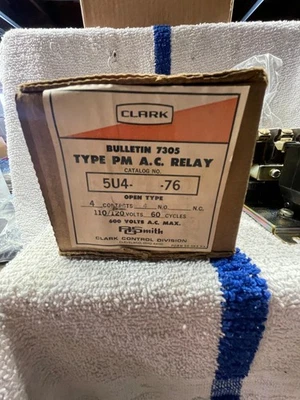 CLARK
BULLETIN 7305
TYPE PM A.C. RELAY
CATALOG NO.
5U4- -76
OPEN TYPE
4 CONTACTS N.O. N.C.
110/120 VOLTS 60 CYCLES
600 VOLTS A.C. MAX.
AOSmith
CLARK CONTROL DIVISION